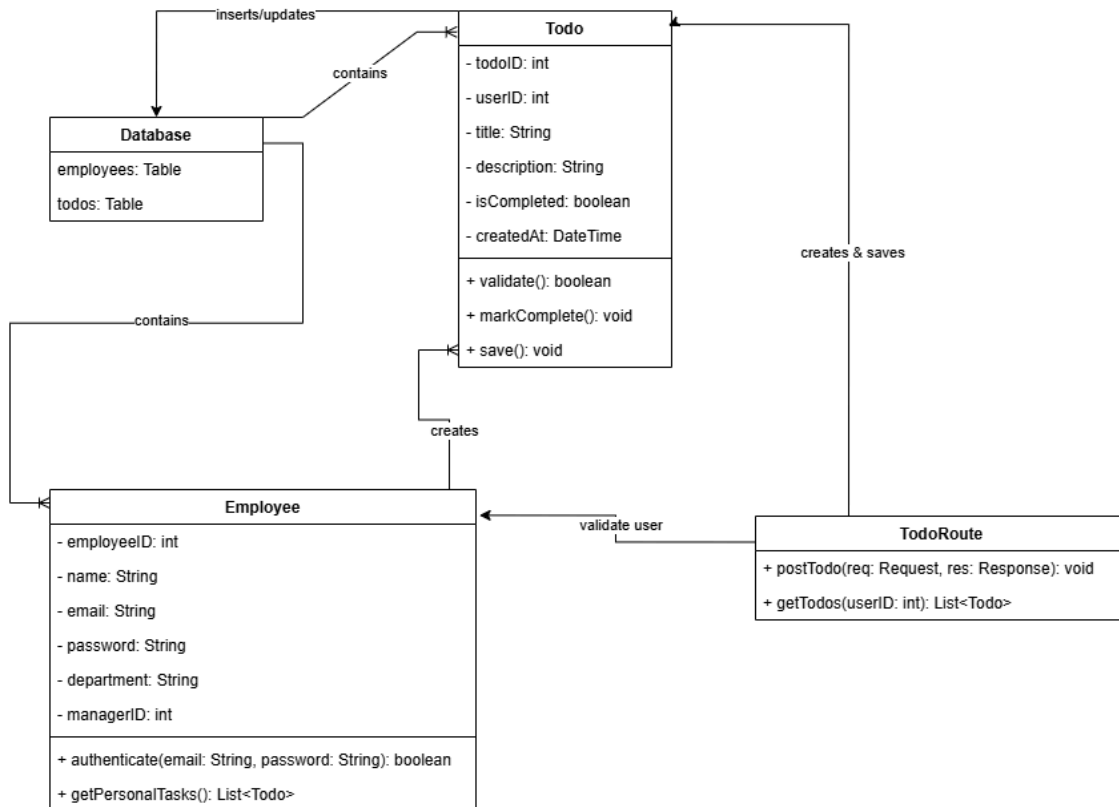 inserts/updates
Todo
- todoID: int
- userID: int
- title: String
- description: String
- isCompleted: boolean
- createdAt: DateTime
+ validate(): boolean
+ markComplete(): void
+ save(): void
contains
Database
employees: Table
todos: Table
creates & saves
contains
creates
Employee
- employeeID: int
- name: String
- email: String
- password: String
- department: String
- managerID: int
+ authenticate(email: String, password: String): boolean
+ getPersonalTasks(): List<Todo>
validate user
TodoRoute
+ postTodo(req: Request, res: Response): void
+ getTodos(userID: int): List<Todo>